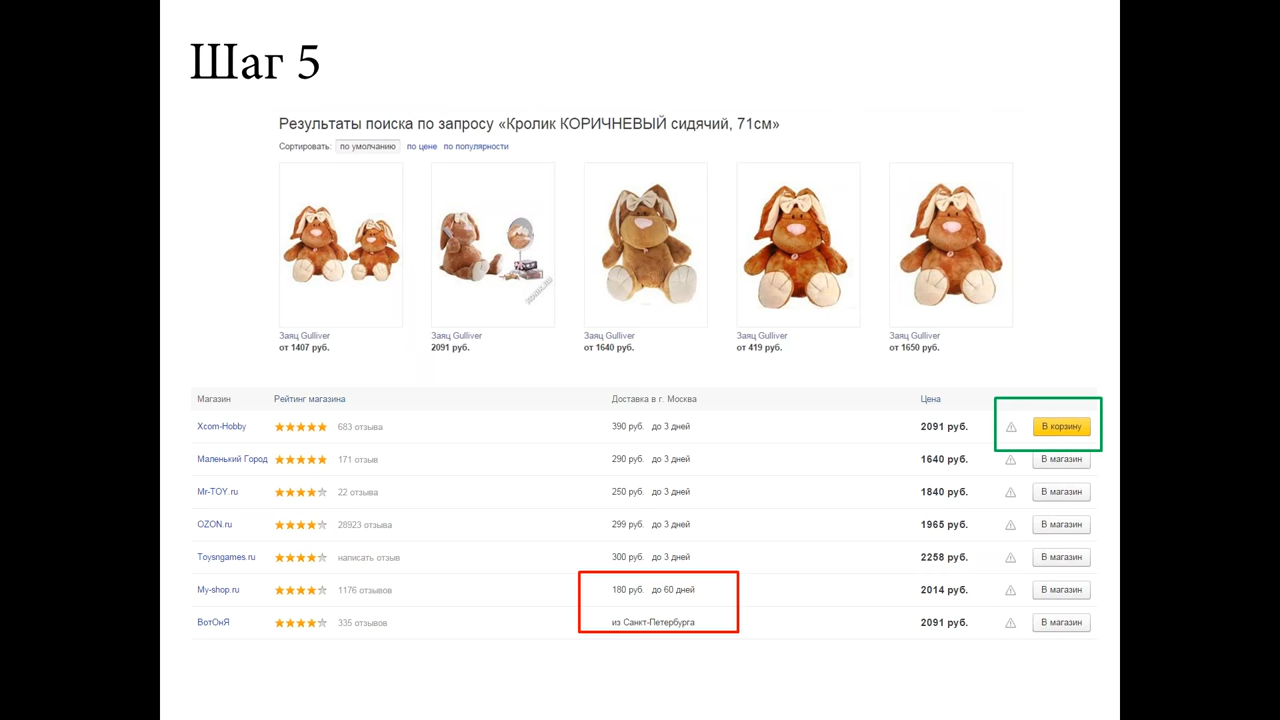 Шаг 5
Результаты поиска по запросу «Кролик КОРИЧНЕВЫЙ сидячий, 71см»
Сортировать: по умолчанию по цене по популярности
Заяц Gulliver Заяц Gulliver Заяц Gulliver Заяц Gulliver Заяц Gulliver
от 1407 руб. 2091 руб. от 1640 руб. от 419 руб. от 1650 руб.
Магазин Рейтинг магазина Доставка в г. Москва Цена
Xcom-Hobby 683 отзыва 390 руб. до 3 дней 2091 руб. В корзину
Маленький Город 171 отзыв 290 руб. до 3 дней 1640 руб. В магазин
Mr-TOY.ru 22 отзыва 250 руб. до 3 дней 1840 руб. В магазин
OZON.ru 28923 отзыва 299 руб. до 3 дней 1965 руб. В магазин
Toysngames.ru написать отзыв 300 руб. до 3 дней 2258 руб. В магазин
My-shop.ru 1176 отзывов 180 руб. до 60 дней 2014 руб. В магазин
ВотОнЯ 335 отзывов из Санкт-Петербурга 2091 руб. В магазин